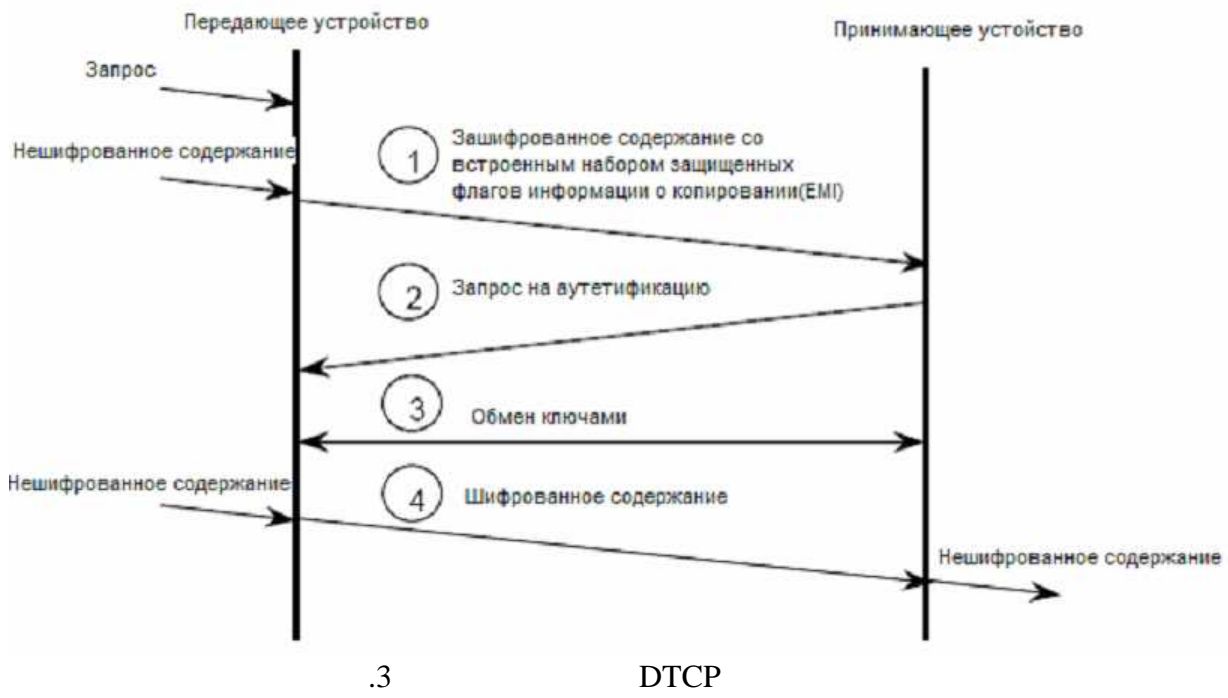 Передающее устройство
Принимающее устойство
Запрос
Нешифрованное содержание
1
Зашифрованное содержание со
встроенным набором защищенных
флагов информации о копировании(EMI)
2
Запрос на аутетификацию
3
Обмен ключами
Нешифрованное содержание
4
Шифрованное содержание
Нешифрованное содержание
.3 DTCP